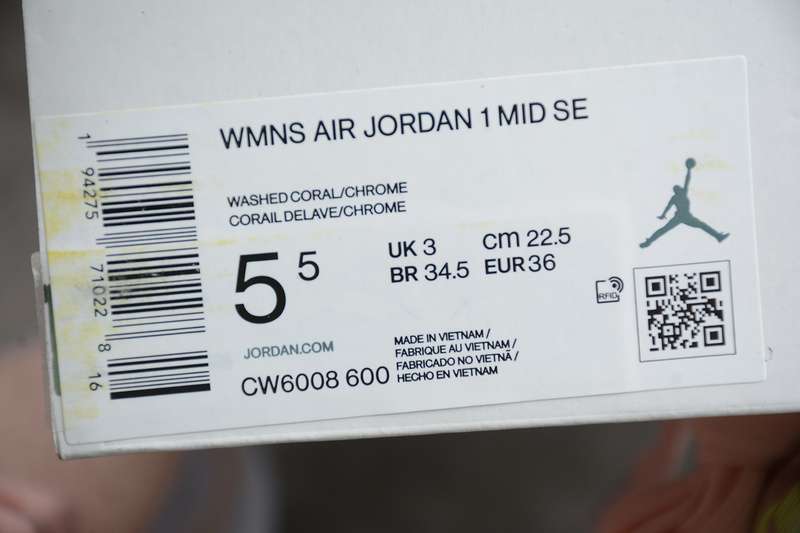 WMNS AIR JORDAN 1 MID SE
WASHED CORAL/CHROME
CORAIL DELAVE/CHROME
5 5
UK 3 cm 22.5
BR 34.5 EUR 36
RFID
JORDAN.COM
CW6008 600
MADE IN VIETNAM /
FABRIQUE AU VIETNAM /
FABRICADO NO VIETNÃ /
HECHO EN VIETNAM
1 94275 71022 8 16